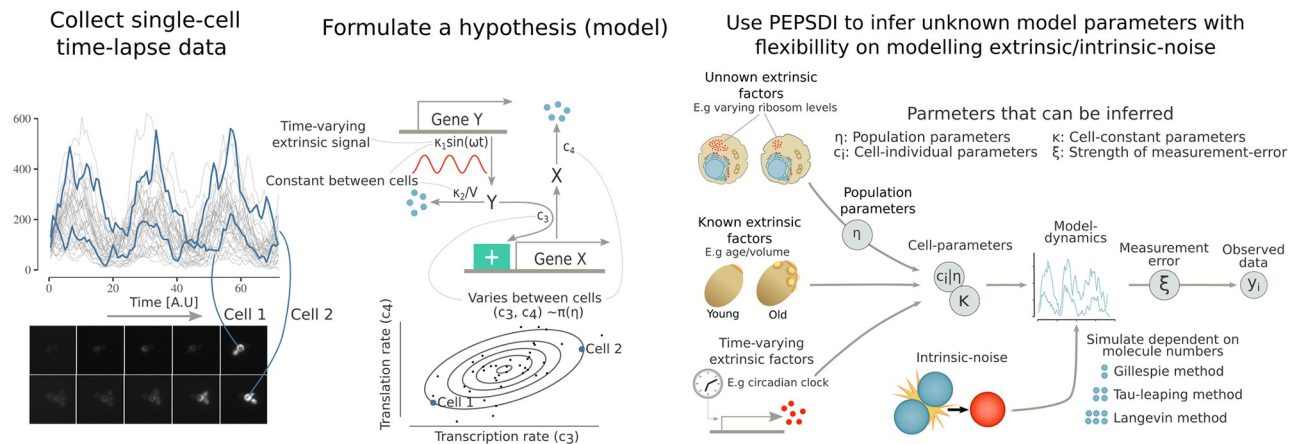 Collect single-cell
time-lapse data
600
400
200
0
0
20
40
60
Time [A.U]
Cell 1
Cell 2
Formulate a hypothesis (model)
Gene Y
Time-varying
extrinsic signal
κ₁sin(ωt)
Constant between cells
κ₂/V
Y
c₃
c₄
X
+
Gene X
Varies between cells
(c₃, c₄) ~π(η)
Translation rate (c₄)
Cell 2
Cell 1
Transcription rate (c₃)
Use PEPSDI to infer unknown model parameters with
flexibillity on modelling extrinsic/intrinsic-noise
Unnown extrinsic
factors
E.g varying ribosom levels
Parmeters that can be inferred
η: Population parameters
κ: Cell-constant parameters
cᵢ: Cell-individual parameters
ξ: Strength of measurement-error
Population
parameters
η
Known extrinsic
factors
E.g age/volume
Young
Old
Cell-parameters
cᵢ|η
κ
Model-
dynamics
Measurement
error
ξ
Observed
data
yᵢ
Time-varying
extrinsic factors
E.g circadian clock
Intrinsic-noise
Simulate dependent on
molecule numbers
Gillespie method
Tau-leaping method
Langevin method